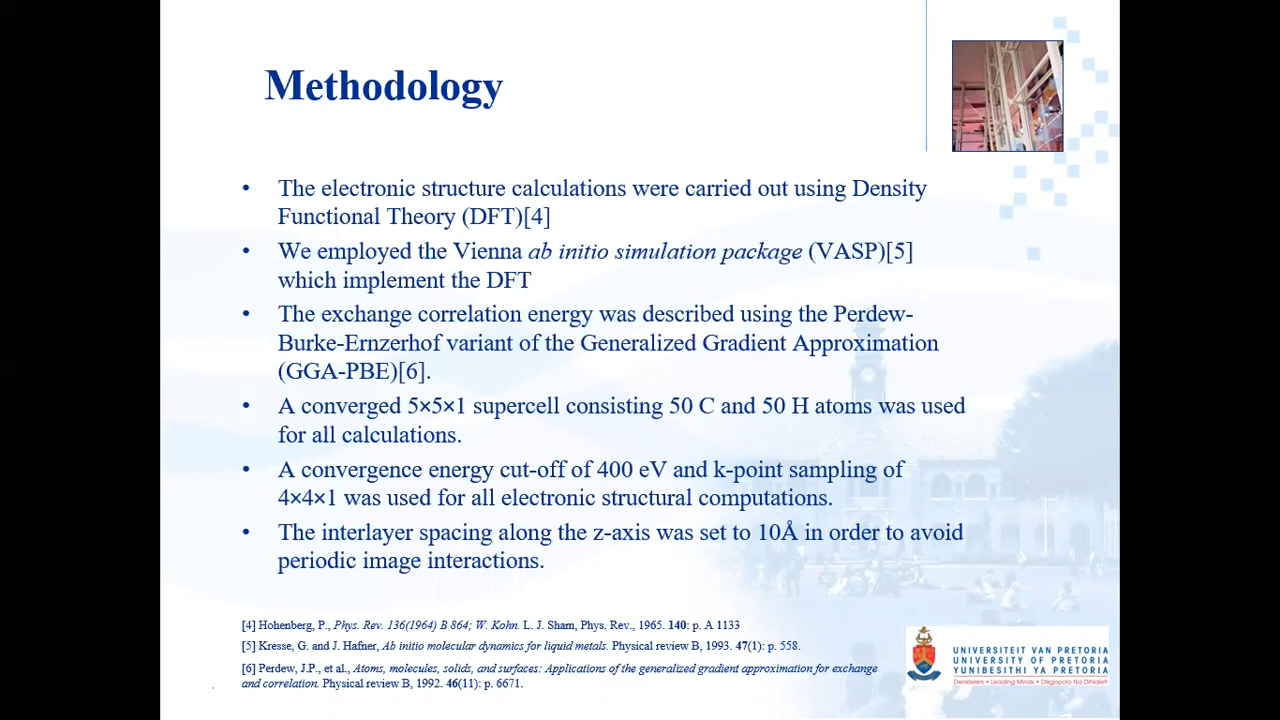 Methodology
• The electronic structure calculations were carried out using Density
Functional Theory (DFT)[4]
• We employed the Vienna ab initio simulation package (VASP)[5]
which implement the DFT
• The exchange correlation energy was described using the Perdew-
Burke-Ernzerhof variant of the Generalized Gradient Approximation
(GGA-PBE)[6].
• A converged 5×5×1 supercell consisting 50 C and 50 H atoms was used
for all calculations.
• A convergence energy cut-off of 400 eV and k-point sampling of
4×4×1 was used for all electronic structural computations.
• The interlayer spacing along the z-axis was set to 10Å in order to avoid
periodic image interactions.
[4] Hohenberg, P., Phys. Rev. 136(1964) B 864; W. Kohn. L. J. Sham, Phys. Rev., 1965. 140: p. A 1133
[5] Kresse, G. and J. Hafner, Ab initio molecular dynamics for liquid metals. Physical review B, 1993. 47(1): p. 558.
[6] Perdew, J.P., et al., Atoms, molecules, solids, and surfaces: Applications of the generalized gradient approximation for exchange
and correlation. Physical review B, 1992. 46(11): p. 6671.
UNIVERSITEIT VAN PRETORIA
UNIVERSITY OF PRETORIA
YUNIBESITHI YA PRETORIA
Denkleiers • Leading Minds • Dikgopolo tša Dihlalefi